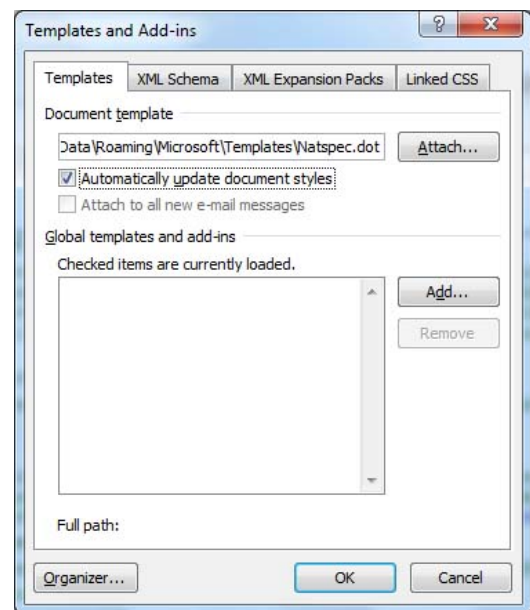 Templates and Add-ins
Templates XML Schema XML Expansion Packs Linked CSS
Document template
Data\Roaming\Microsoft\Templates\Natspec.dot Attach...
Automatically update document styles
Attach to all new e-mail messages
Global templates and add-ins
Checked items are currently loaded.
Add...
Remove
Full path:
Organizer... OK Cancel